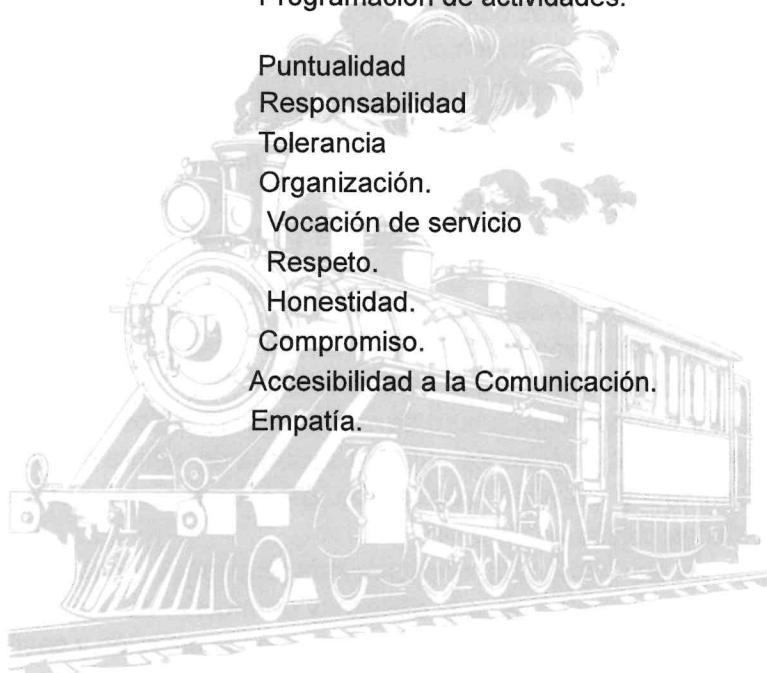 Programación de actividades.
Puntualidad
Responsabilidad
Tolerancia
Organización.
Vocación de servicio
Respeto.
Honestidad.
Compromiso.
Accesibilidad a la Comunicación.
Empatía.